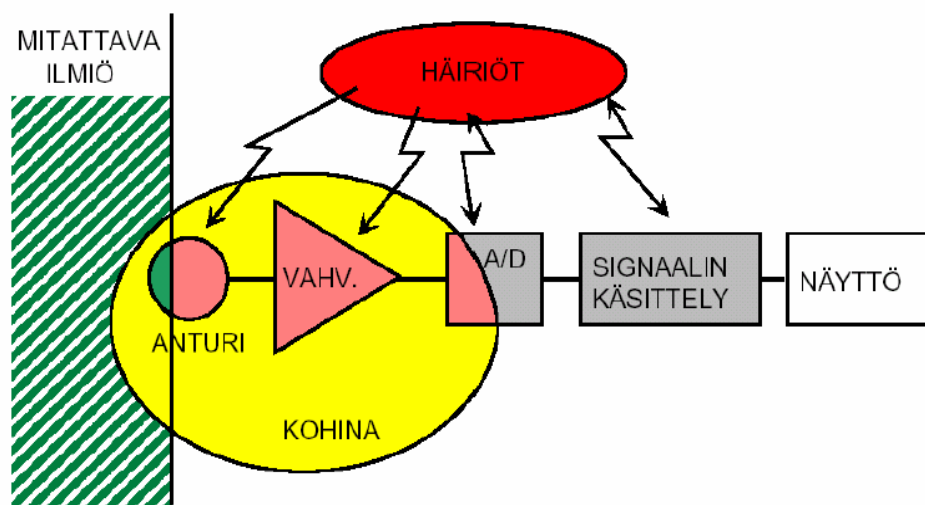 MITATTAVA
ILMIÖ
HÄIRIÖT
ANTURI
VAHV.
A/D
SIGNAALIN
KÄSITTELY
NÄYTTÖ
KOHINA